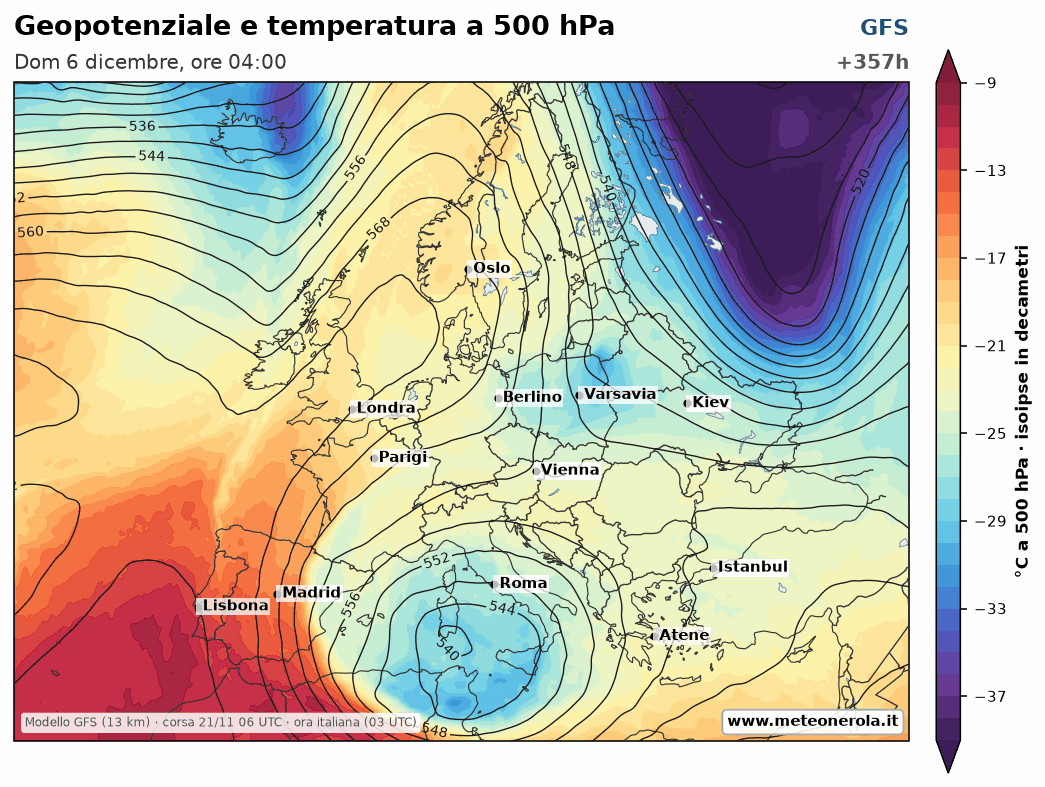 Geopotenziale e temperatura a 500 hPa
GFS
Dom 6 dicembre, ore 04:00
+357h
536
544
556
548
540
520
560
568
Oslo
Berlino
Varsavia
Kiev
Londra
Parigi
Vienna
552
Istanbul
Roma
Madrid
Lisbona
556
544
Atene
540
548
Modello GFS (13 km) · corsa 21/11 06 UTC · ora italiana (03 UTC)
www.meteonerola.it
−9
−13
−17
−21
−25
−29
−33
−37
°C a 500 hPa · isoipse in decametri